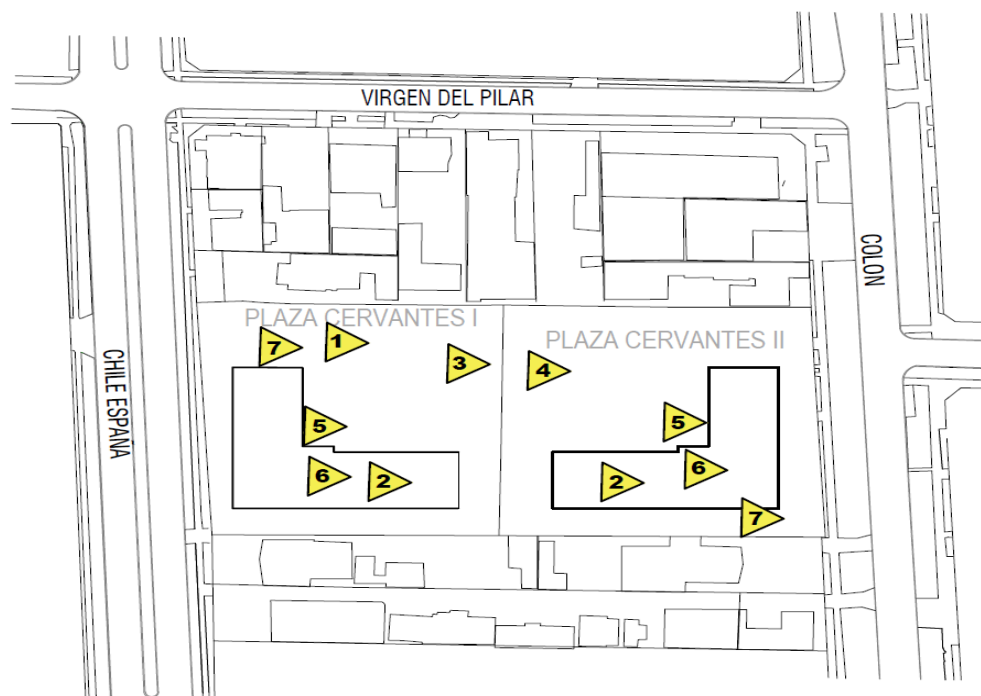 VIRGEN DEL PILAR
COLON
PLAZA CERVANTES I
PLAZA CERVANTES II
7
1
3
4
CHILE ESPAÑA
5
5
6
2
2
6
7